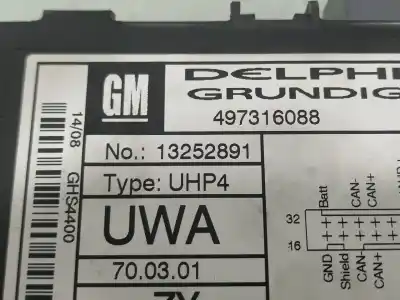 GM
DELPHI
GRUNDIG
497316088
14/08
GHS4400
No.: 13252891
Type: UHP4
UWA
70.03.01
Batt
CAN-
CAN+
32
16
GND
Shield
CAN-
CAN+